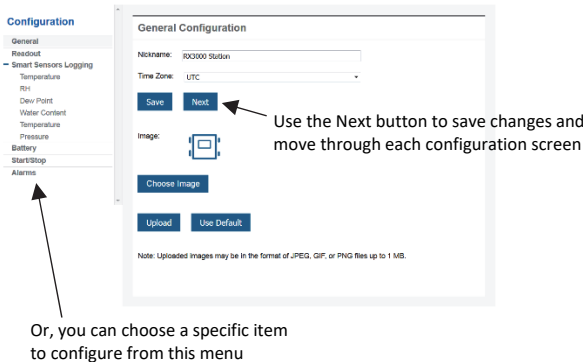 Configuration
General
Readout
Smart Sensors Logging
Temperature
RH
Dew Point
Water Content
Temperature
Pressure
Battery
Start/Stop
Alarms
General Configuration
Nickname: RX3000 Station
Time Zone: UTC
Save Next
Use the Next button to save changes and
move through each configuration screen
Image:
Choose Image
Upload Use Default
Note: Uploaded images may be in the format of JPEG, GIF, or PNG files up to 1 MB.
Or, you can choose a specific item
to configure from this menu